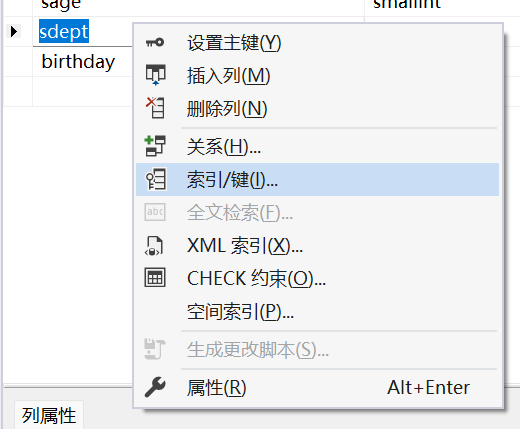 sage smallint
sdept
设置主键(Y)
birthday
插入列(M)
删除列(N)
关系(H)...
索引/键(I)...
abc 全文检索(F)...
XML 索引(X)...
CHECK 约束(O)...
空间索引(P)...
生成更改脚本(S)...
属性(R) Alt+Enter
列属性